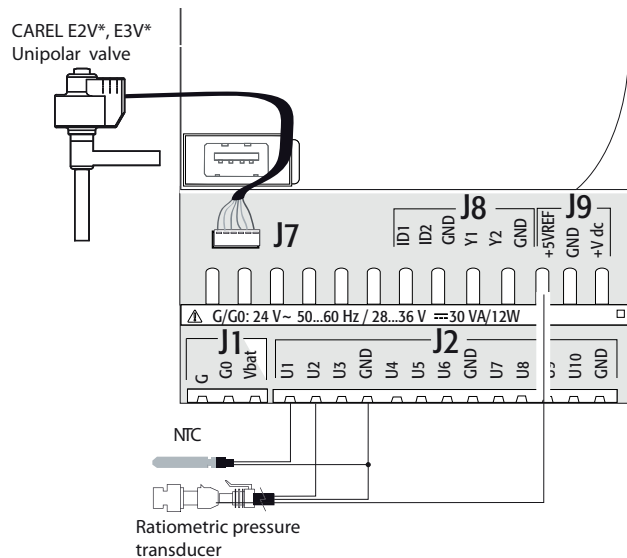 CAREL E2V*, E3V*
Unipolar valve
J7
J8
J9
ID1
ID2
GND
Y1
Y2
GND
+5VREF
GND
+V dc
⚠ G/G0: 24 V~ 50...60 Hz / 28...36 V ⎓30 VA/12W
J1
J2
G
G0
Vbat
U1
U2
U3
GND
U4
U5
U6
GND
U7
U8
U10
GND
NTC
Ratiometric pressure
transducer